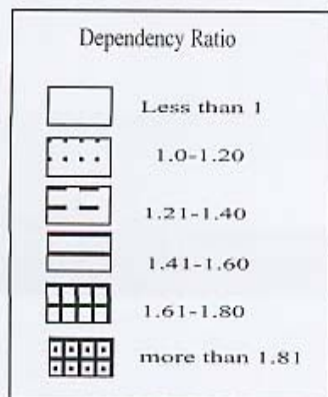 Dependency Ratio
Less than 1
1.0-1.20
1.21-1.40
1.41-1.60
1.61-1.80
more than 1.81